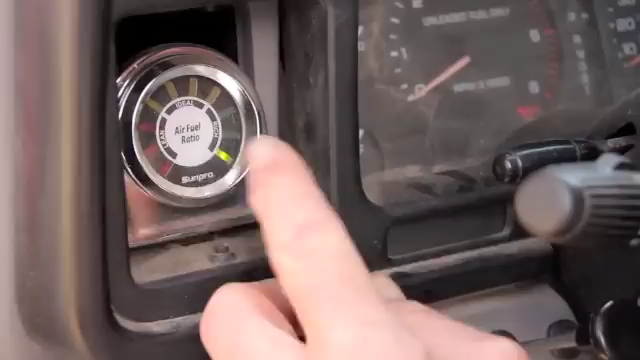 IDEAL
LEAN
Air Fuel
Ratio
RICH
Sunpro
UNLEADED FUEL ONLY